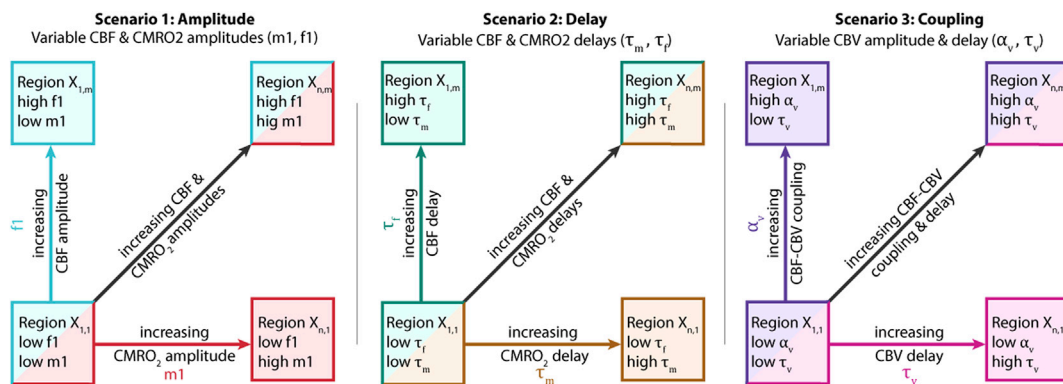 Scenario 1: Amplitude
Variable CBF & CMRO2 amplitudes (m1, f1)
Region X1,m
high f1
low m1
Region Xn,m
high f1
hig m1
f1
increasing
CBF amplitude
increasing CBF &
CMRO2 amplitudes
Region X1,1
low f1
low m1
increasing
CMRO2 amplitude
m1
Region Xn,1
low f1
high m1
Scenario 2: Delay
Variable CBF & CMRO2 delays (τm , τf)
Region X1,m
high τf
low τm
Region Xn,m
high τf
high τm
τf
increasing
CBF delay
increasing CBF &
CMRO2 delays
Region X1,1
low τf
low τm
increasing
CMRO2 delay
τm
Region Xn,1
low τf
high τm
Scenario 3: Coupling
Variable CBV amplitude & delay (αv, τv)
Region X1,m
high αv
low τv
Region Xn,m
high αv
high τv
αv
increasing
CBF-CBV coupling
increasing CBF-CBV
coupling & delay
Region X1,1
low αv
low τv
increasing
CBV delay
τv
Region Xn,1
low αv
high τv